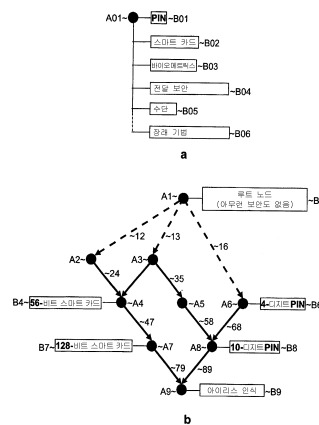 A01~ PIN ~B01
스마트 카드 ~B02
바이오메트릭스 ~B03
전달 보안 ~B04
수단 ~B05
장래 기법 ~B06
a
A1~ 루트 노드 ~B
(아무런 보안도 없음)
~12 ~13 ~16
A2~ A3~
~24 ~35
B4~ 56-비트 스마트 카드 ~A4 ~A5 A6~ 4-디지트PIN ~B6
~47 ~58 ~68
B7~ 128-비트 스마트 카드 ~A7 A8~ 10-디지트PIN ~B8
~79 ~89
A9~ 아이리스 인식 ~B9
b